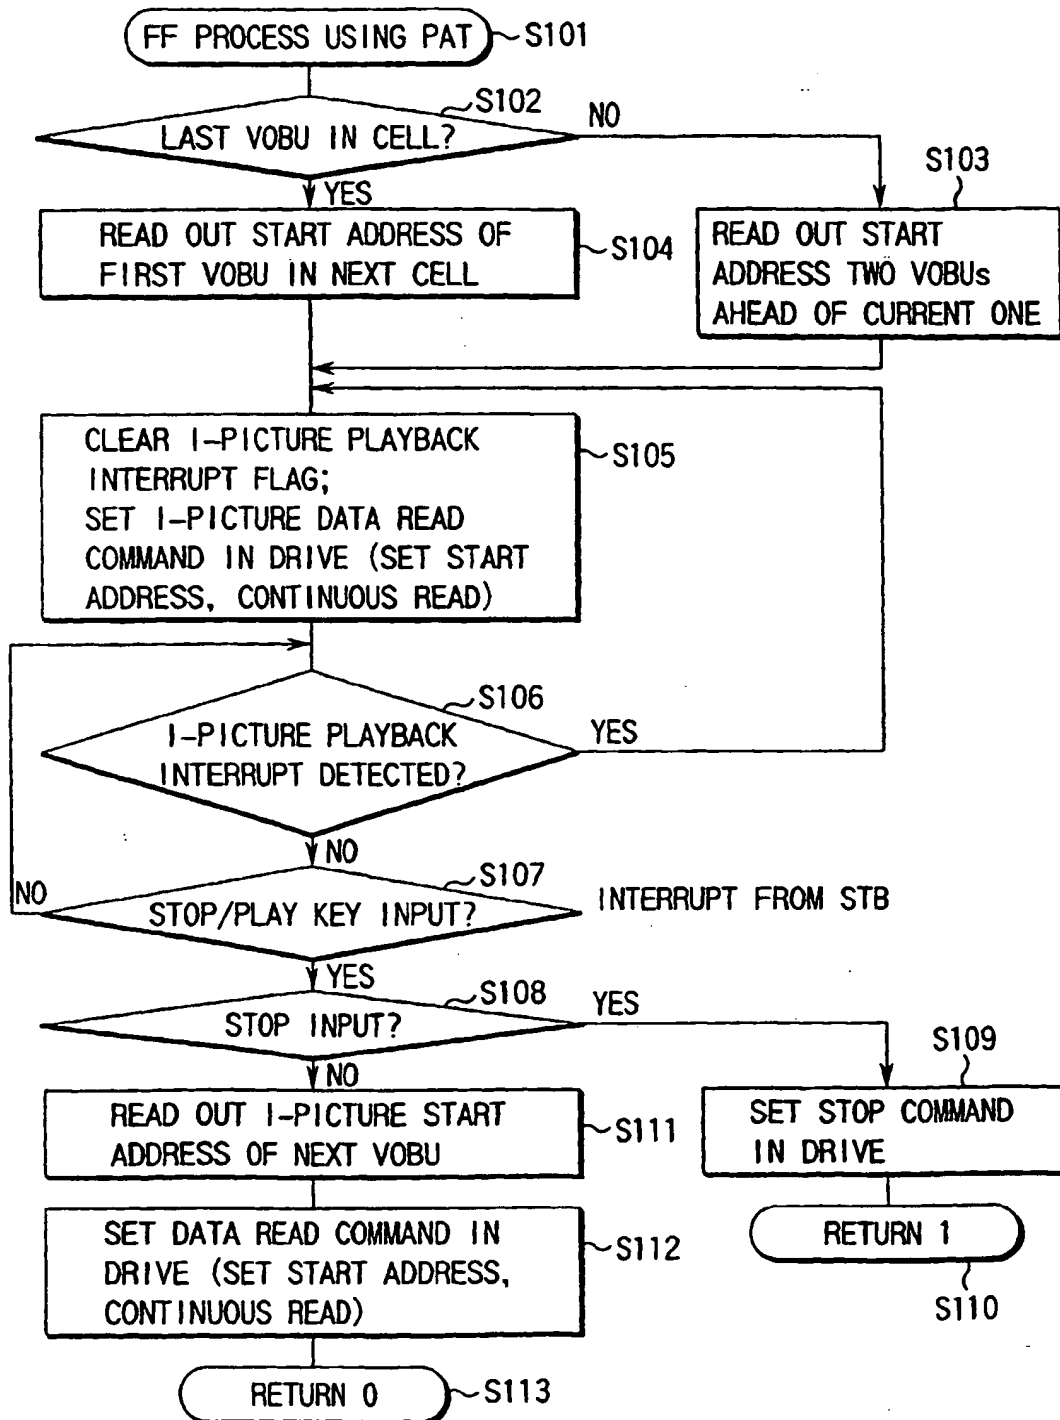 FF PROCESS USING PAT
S101
S102
LAST VOBU IN CELL?
NO
YES
S103
READ OUT START ADDRESS OF
FIRST VOBU IN NEXT CELL
S104
READ OUT START
ADDRESS TWO VOBUs
AHEAD OF CURRENT ONE
CLEAR I-PICTURE PLAYBACK
INTERRUPT FLAG;
SET I-PICTURE DATA READ
COMMAND IN DRIVE (SET START
ADDRESS, CONTINUOUS READ)
S105
S106
I-PICTURE PLAYBACK
INTERRUPT DETECTED?
YES
NO
S107
NO
STOP/PLAY KEY INPUT?
INTERRUPT FROM STB
YES
S108
STOP INPUT?
YES
NO
S109
READ OUT I-PICTURE START
ADDRESS OF NEXT VOBU
S111
SET STOP COMMAND
IN DRIVE
SET DATA READ COMMAND IN
DRIVE (SET START ADDRESS,
CONTINUOUS READ)
S112
RETURN 1
S110
RETURN 0
S113